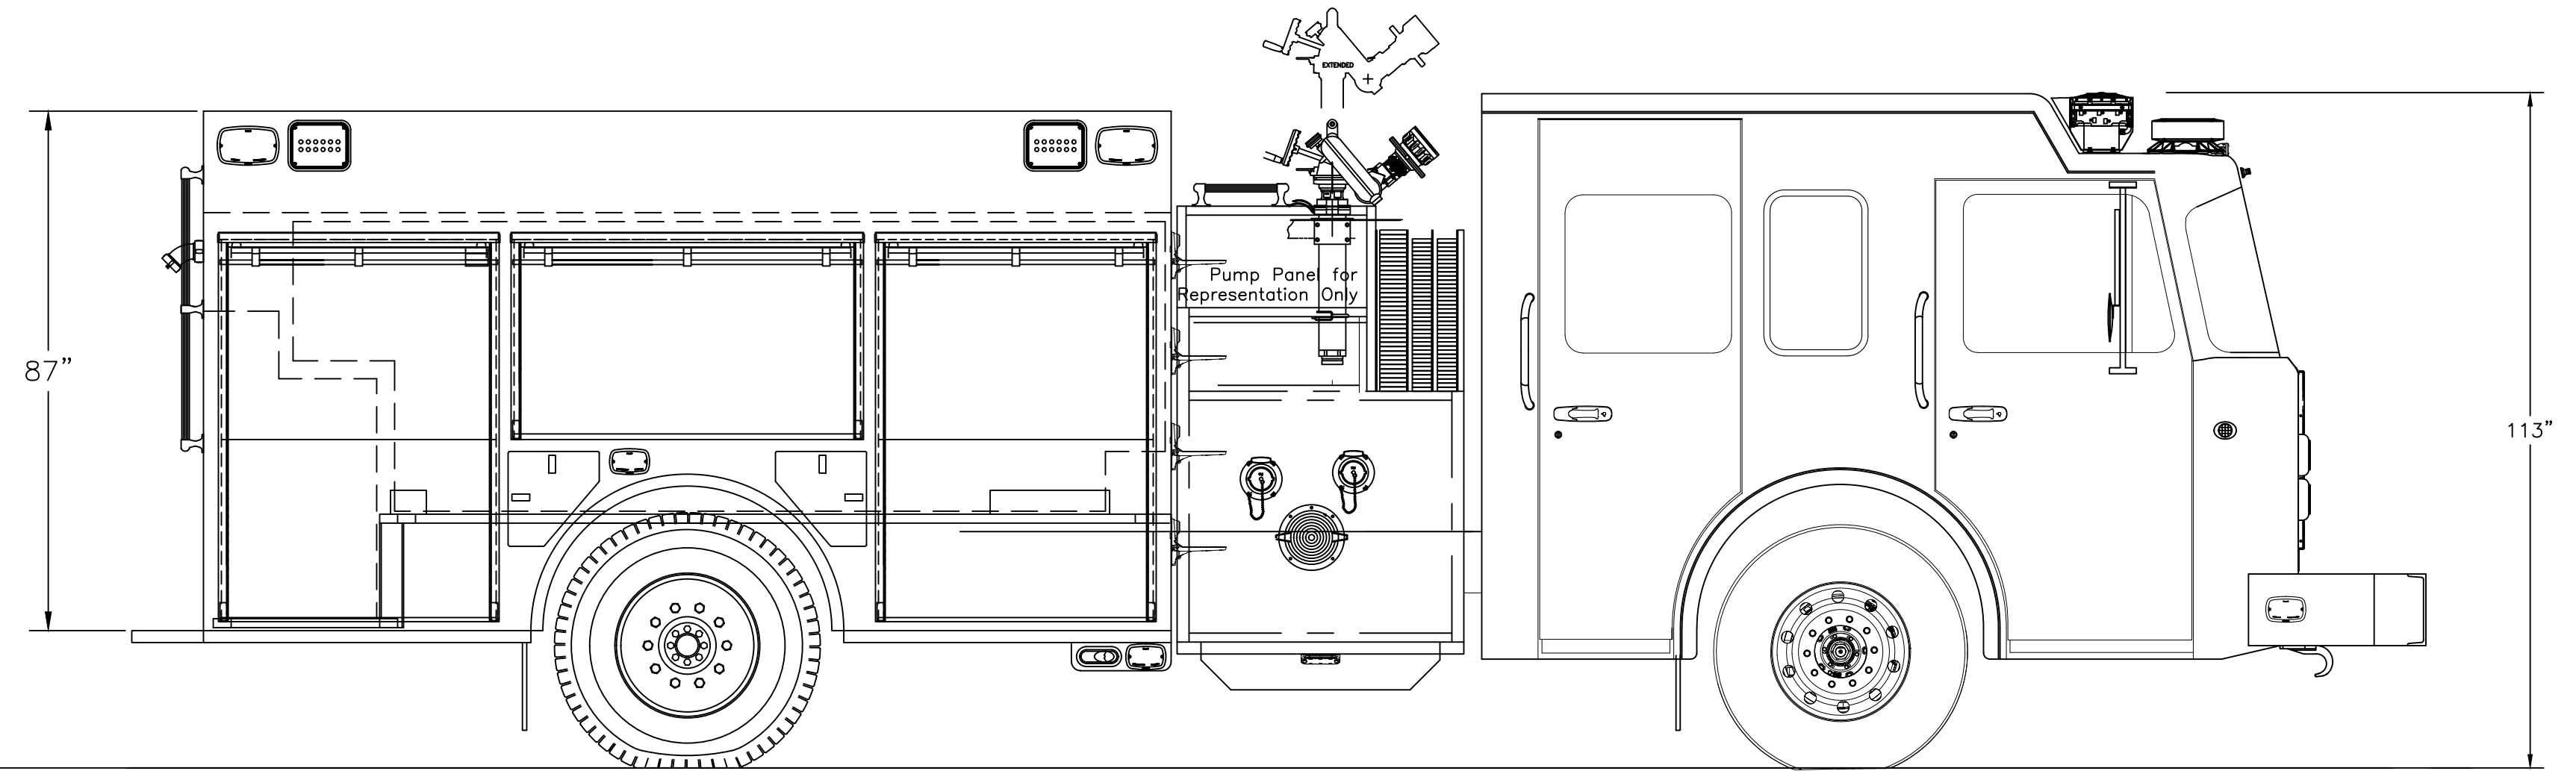 EXTENDED
Pump Panel for
Representation Only
87”
113”